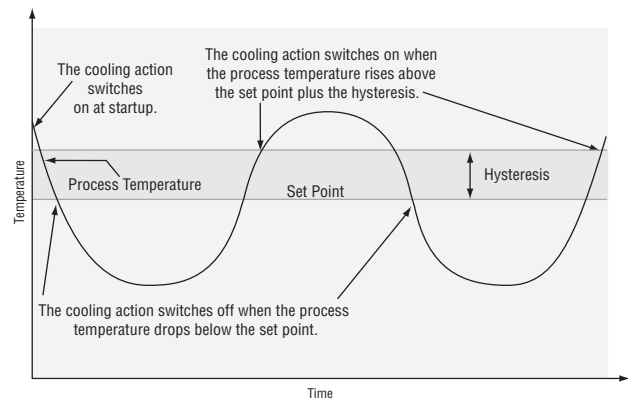 The cooling action
switches
on at startup.
The cooling action switches on when
the process temperature rises above
the set point plus the hysteresis.
Process Temperature
Set Point
Hysteresis
Temperature
The cooling action switches off when the process
temperature drops below the set point.
Time